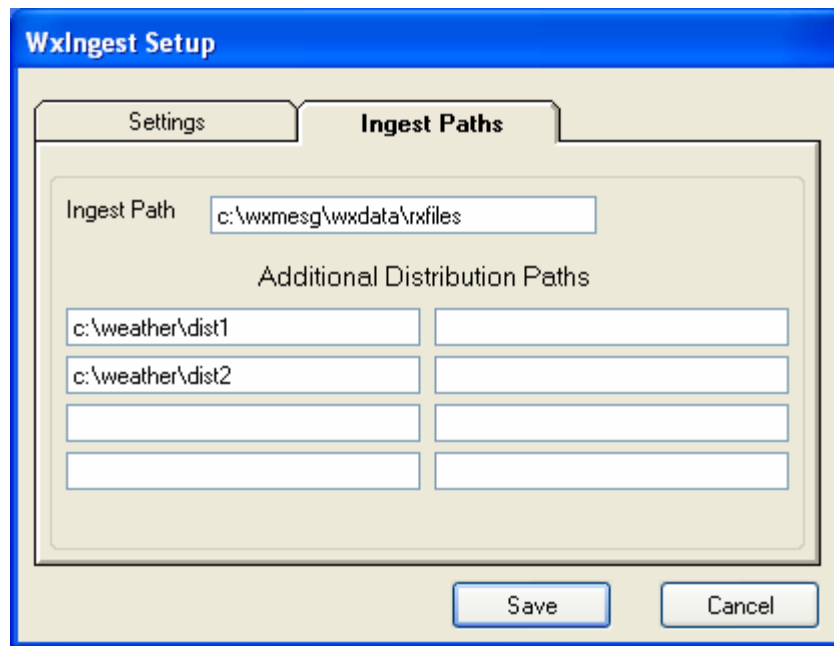 WxIngest Setup
Settings
Ingest Paths
Ingest Path
c:\wxmesg\wxdata\rxfiles
Additional Distribution Paths
c:\weather\dist1
c:\weather\dist2
Save
Cancel